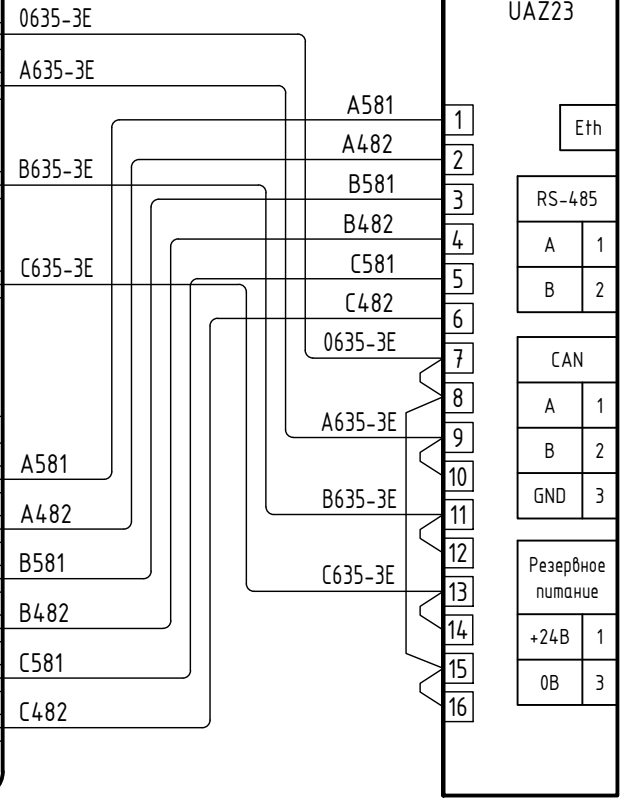 0635-3E
A635-3E
B635-3E
C635-3E
A581
A482
B581
B482
C581
C482
A581
A482
B581
B482
C581
C482
0635-3E
A635-3E
B635-3E
C635-3E
UAZ23
1
2
3
4
5
6
7
8
9
10
11
12
13
14
15
16
Eth
RS-485
A 1
B 2
CAN
A 1
B 2
GND 3
Резервное
питание
+24В 1
0В 3